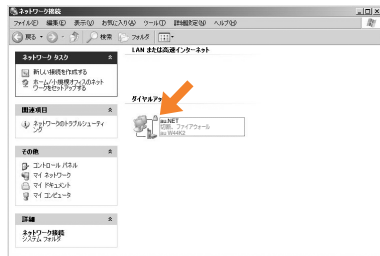 ネットワーク接続
ファイル(F) 編集(E) 表示(V) お気に入り(A) ツール(T) 詳細設定(N) ヘルプ(H)
戻る 検索 フォルダ
ネットワーク タスク
新しい接続を作成する
ホーム/小規模オフィスのネットワークをセットアップする
関連項目
ネットワークのトラブルシューティング
その他
コントロール パネル
マイ ネットワーク
マイ ドキュメント
マイ コンピュータ
詳細
ネットワーク接続
システム フォルダ
LAN または高速インターネット
ダイヤルアッ
au.NET
切断、ファイアウォール
au W44K2